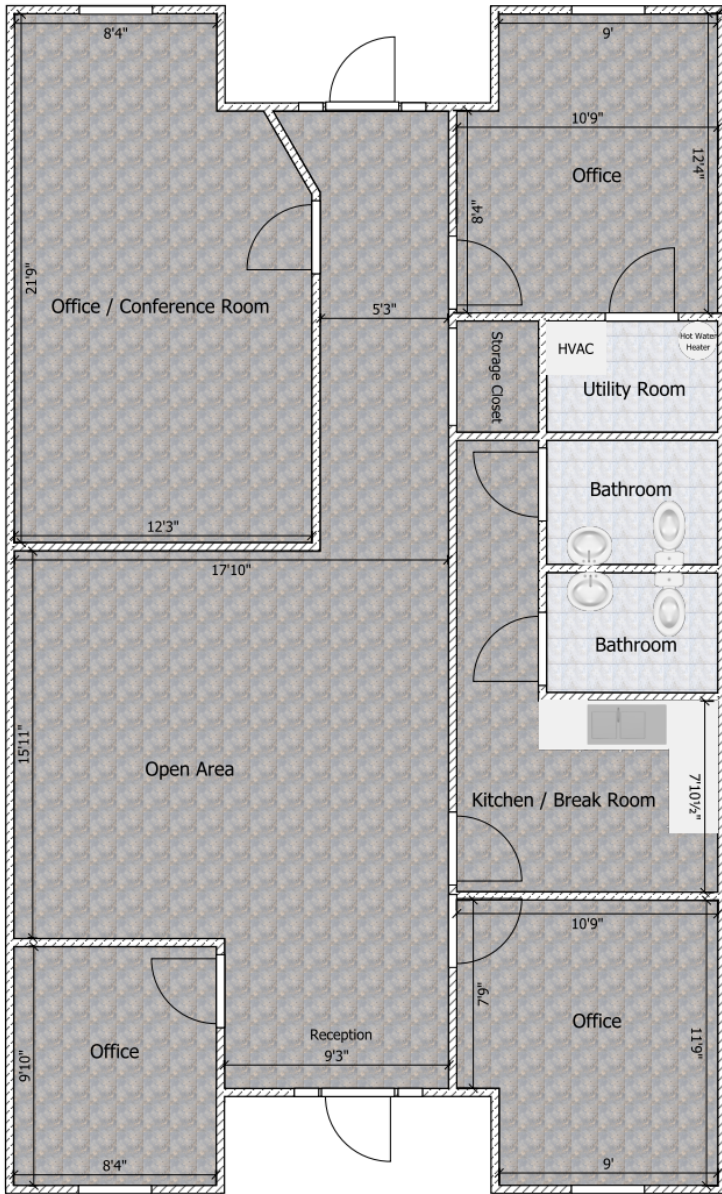 8'4"
9'
10'9"
12'4"
Office
8'4"
21'9"
Office / Conference Room
5'3"
Storage Closet
HVAC
Hot Water
Heater
Utility Room
Bathroom
12'3"
17'10"
Bathroom
15'11"
Open Area
Kitchen / Break Room
7'10½"
10'9"
7'9"
Office
11'9"
Reception
9'3"
Office
9'10"
8'4"
9'